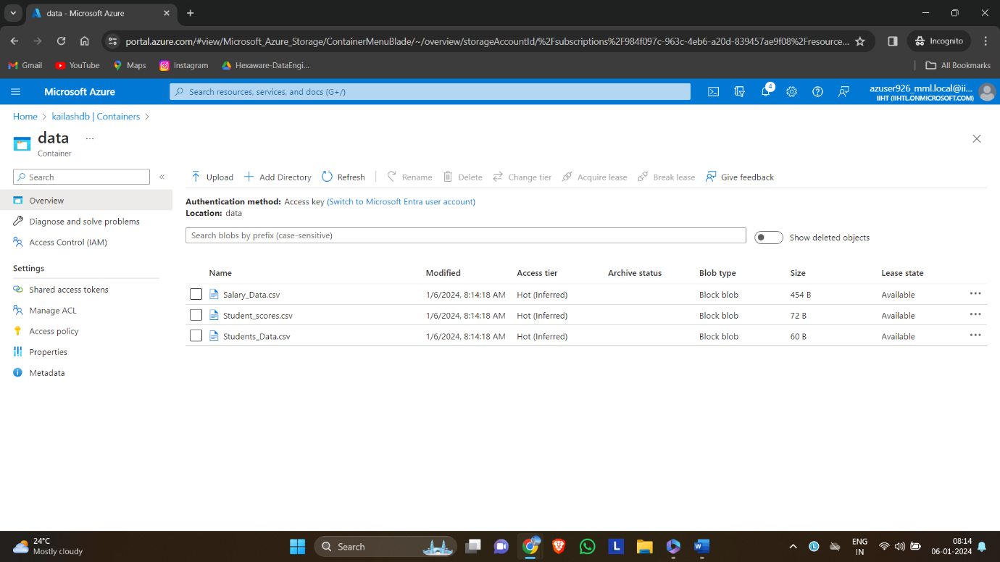 data - Microsoft Azure
portal.azure.com/#view/Microsoft_Azure_Storage/ContainerMenuBlade/~/overview/storageAccountId/%2Fsubscriptions%2F984f097c-963c-4eb6-a20d-839457ae9f08%2Fresource... Incognito
Gmail YouTube Maps Instagram Hexaware-DataEngi... All Bookmarks
Microsoft Azure Search resources, services, and docs (G+/) 4 azuser926_mml.local@ii...
IIHT (IIHTL.ONMICROSOFT.COM)
Home > kailashdb | Containers >
data ...
Container
Search « Upload Add Directory Refresh Rename Delete Change tier Acquire lease Break lease Give feedback
Overview
Diagnose and solve problems
Access Control (IAM)
Settings
Shared access tokens
Manage ACL
Access policy
Properties
Metadata
Authentication method: Access key (Switch to Microsoft Entra user account)
Location: data
Search blobs by prefix (case-sensitive) Show deleted objects
Name Modified Access tier Archive status Blob type Size Lease state
Salary_Data.csv 1/6/2024, 8:14:18 AM Hot (Inferred) Block blob 454 B Available ...
Student_scores.csv 1/6/2024, 8:14:18 AM Hot (Inferred) Block blob 72 B Available ...
Students_Data.csv 1/6/2024, 8:14:18 AM Hot (Inferred) Block blob 60 B Available ...
24°C
Mostly cloudy
Search
L
W
L
ENG
IN
08:14
06-01-2024